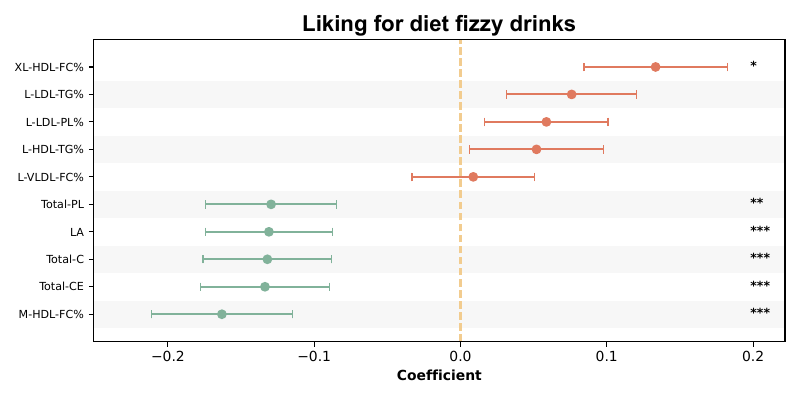 Liking for diet fizzy drinks
XL-HDL-FC% *
L-LDL-TG%
L-LDL-PL%
L-HDL-TG%
L-VLDL-FC%
Total-PL **
LA ***
Total-C ***
Total-CE ***
M-HDL-FC% ***
−0.2 −0.1 0.0 0.1 0.2
Coefficient